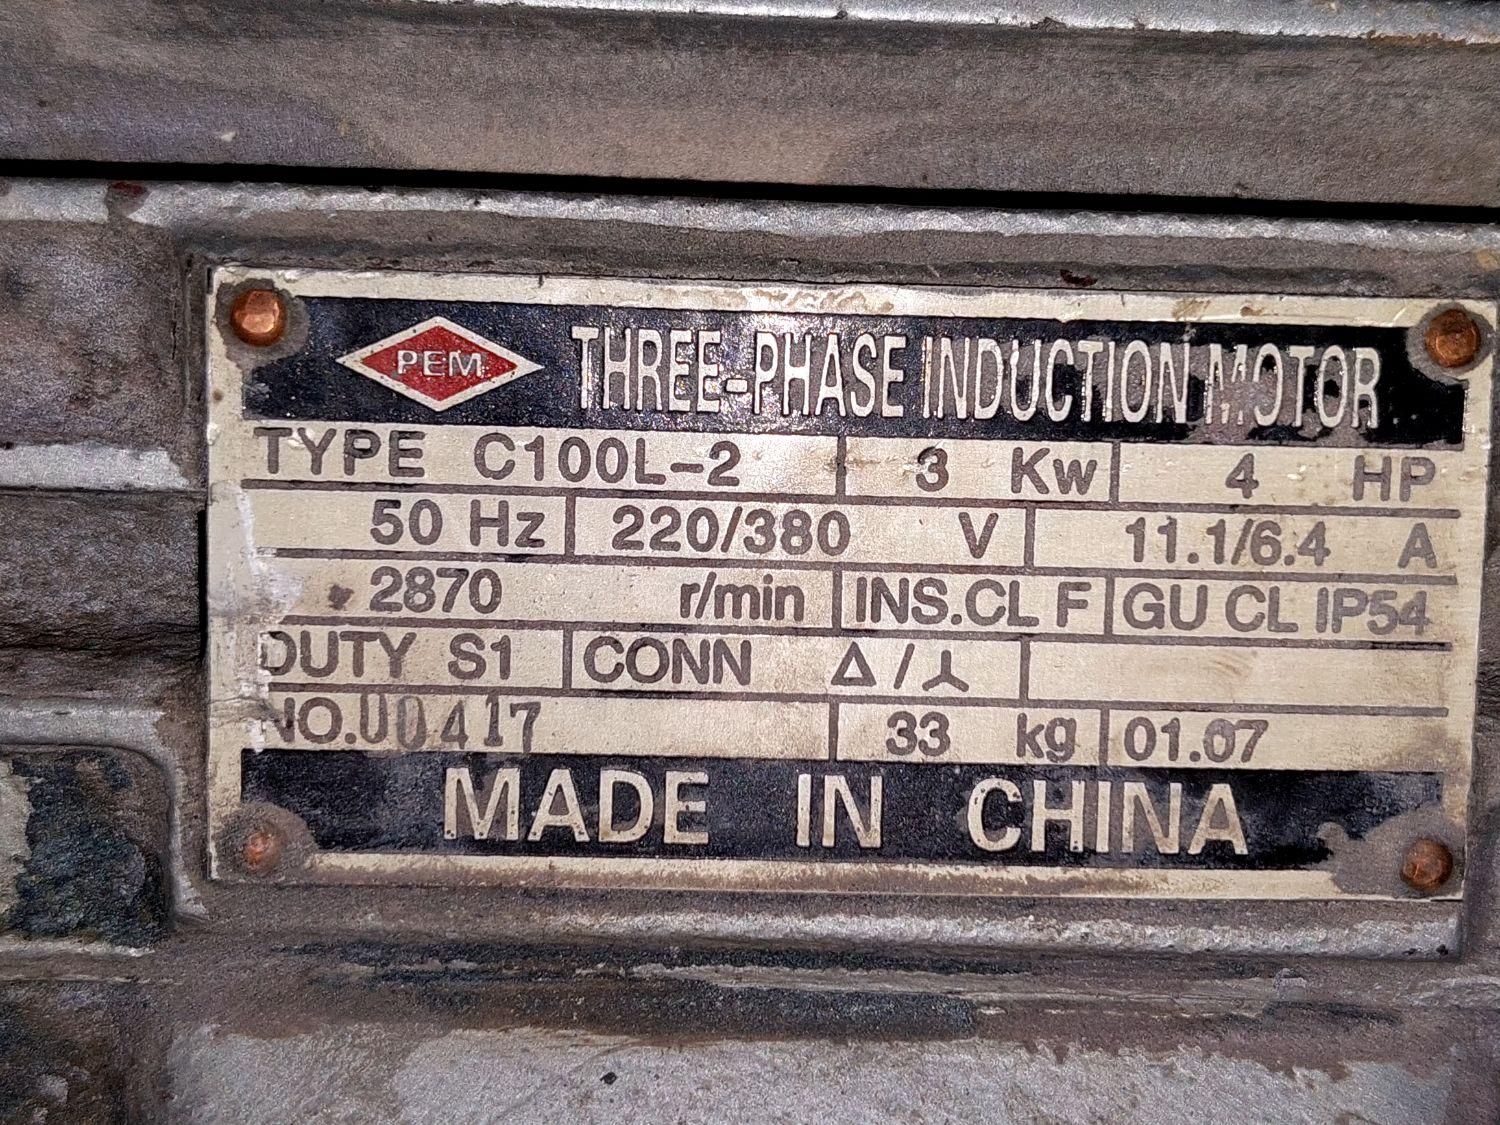 PEM THREE-PHASE INDUCTION MOTOR
TYPE C100L-2 3 Kw 4 HP
50 Hz 220/380 V 11.1/6.4 A
2870 r/min INS.CL F GU CL IP54
DUTY S1 CONN Δ/⅄
NO.00417 33 kg 01.07
MADE IN CHINA